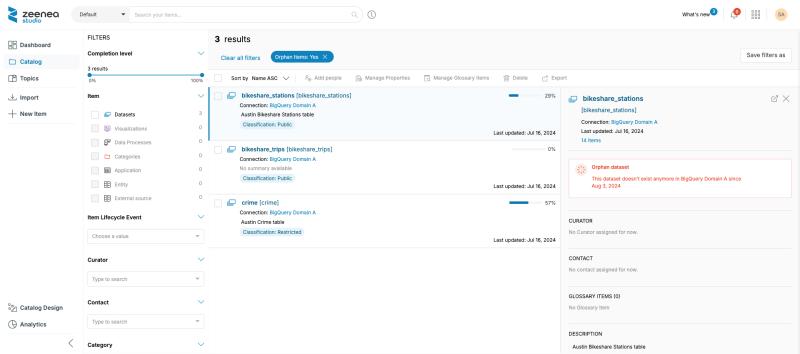 zeenea
studio
Default
Search your items...
What's new
3
6
SA
Dashboard
Catalog
Topics
Import
New Item
Catalog Design
Analytics
FILTERS
Completion level
3 results
0%
100%
Item
Datasets 3
Visualizations 0
Data Processes 0
Categories 0
Application 0
Entity 0
External source 0
Item Lifecycle Event
Choose a value
Curator
Type to search
Contact
Type to search
Category
3 results
Clear all filters
Orphan Items: Yes X
Save filters as
Sort by Name ASC
Add people
Manage Properties
Manage Glossary Items
Delete
Export
bikeshare_stations [bikeshare_stations] 29%
Connection: BigQuery Domain A
Austin Bikeshare Stations table
Classification: Public
Last updated: Jul 16, 2024
bikeshare_trips [bikeshare_trips] 0%
Connection: BigQuery Domain A
No summary available
Classification: Public
Last updated: Jul 16, 2024
crime [crime] 57%
Connection: BigQuery Domain A
Austin Crime table
Classification: Restricted
Last updated: Jul 16, 2024
bikeshare_stations
[bikeshare_stations]
Connection: BigQuery Domain A
Last updated: Jul 16, 2024
14 items
Orphan dataset
This dataset doesn't exist anymore in BigQuery Domain A since
Aug 3, 2024
CURATOR
No Curator assigned for now.
CONTACT
No contact assigned for now.
GLOSSARY ITEMS (0)
No Glossary Item
DESCRIPTION
Austin Bikeshare Stations table